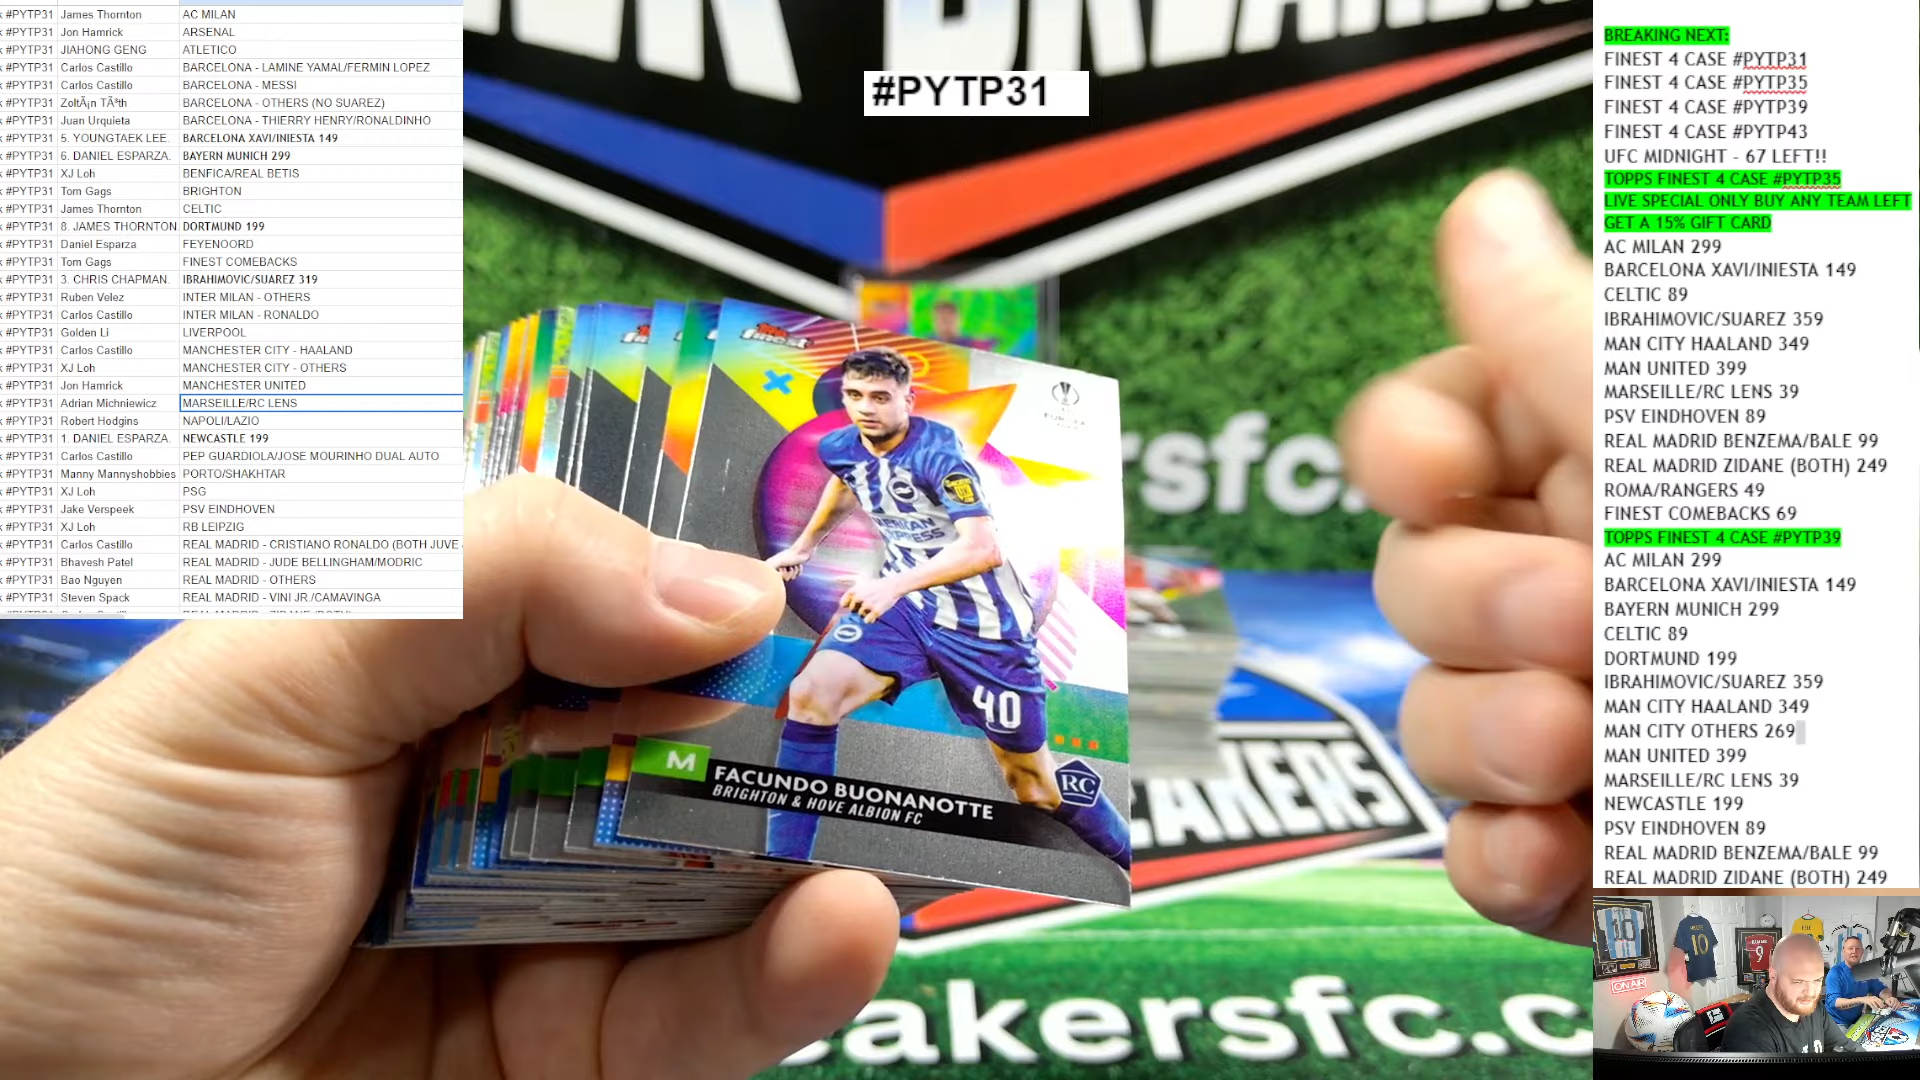 #PYTP31 James Thornton AC MILAN
#PYTP31 Jon Hamrick ARSENAL
#PYTP31 JIAHONG GENG ATLETICO
#PYTP31 Carlos Castillo BARCELONA - LAMINE YAMAL/FERMIN LOPEZ
#PYTP31 Carlos Castillo BARCELONA - MESSI
#PYTP31 ZoltÃ¡n TÃ³th BARCELONA - OTHERS (NO SUAREZ)
#PYTP31 Juan Urquieta BARCELONA - THIERRY HENRY/RONALDINHO
#PYTP31 5. YOUNGTAEK LEE. BARCELONA XAVI/INIESTA 149
#PYTP31 6. DANIEL ESPARZA. BAYERN MUNICH 299
#PYTP31 XJ Loh BENFICA/REAL BETIS
#PYTP31 Tom Gags BRIGHTON
#PYTP31 James Thornton CELTIC
#PYTP31 8. JAMES THORNTON. DORTMUND 199
#PYTP31 Daniel Esparza FEYENOORD
#PYTP31 Tom Gags FINEST COMEBACKS
#PYTP31 3. CHRIS CHAPMAN. IBRAHIMOVIC/SUAREZ 319
#PYTP31 Ruben Velez INTER MILAN - OTHERS
#PYTP31 Carlos Castillo INTER MILAN - RONALDO
#PYTP31 Golden Li LIVERPOOL
#PYTP31 Carlos Castillo MANCHESTER CITY - HAALAND
#PYTP31 XJ Loh MANCHESTER CITY - OTHERS
#PYTP31 Jon Hamrick MANCHESTER UNITED
#PYTP31 Adrian Michniewicz MARSEILLE/RC LENS
#PYTP31 Robert Hodgins NAPOLI/LAZIO
#PYTP31 1. DANIEL ESPARZA. NEWCASTLE 199
#PYTP31 Carlos Castillo PEP GUARDIOLA/JOSE MOURINHO DUAL AUTO
#PYTP31 Manny Mannyshobbies PORTO/SHAKHTAR
#PYTP31 XJ Loh PSG
#PYTP31 Jake Verspeek PSV EINDHOVEN
#PYTP31 XJ Loh RB LEIPZIG
#PYTP31 Carlos Castillo REAL MADRID - CRISTIANO RONALDO (BOTH JUVE
#PYTP31 Bhavesh Patel REAL MADRID - JUDE BELLINGHAM/MODRIC
#PYTP31 Bao Nguyen REAL MADRID - OTHERS
#PYTP31 Steven Spack REAL MADRID - VINI JR./CAMAVINGA
#PYTP31
finest
40
M FACUNDO BUONANOTTE
BRIGHTON & HOVE ALBION FC
RC
rsfc.
EAKERS
eakersfc.c
BREAKING NEXT:
FINEST 4 CASE #PYTP31
FINEST 4 CASE #PYTP35
FINEST 4 CASE #PYTP39
FINEST 4 CASE #PYTP43
UFC MIDNIGHT - 67 LEFT!!
TOPPS FINEST 4 CASE #PYTP35
LIVE SPECIAL ONLY BUY ANY TEAM LEFT
GET A 15% GIFT CARD
AC MILAN 299
BARCELONA XAVI/INIESTA 149
CELTIC 89
IBRAHIMOVIC/SUAREZ 359
MAN CITY HAALAND 349
MAN UNITED 399
MARSEILLE/RC LENS 39
PSV EINDHOVEN 89
REAL MADRID BENZEMA/BALE 99
REAL MADRID ZIDANE (BOTH) 249
ROMA/RANGERS 49
FINEST COMEBACKS 69
TOPPS FINEST 4 CASE #PYTP39
AC MILAN 299
BARCELONA XAVI/INIESTA 149
BAYERN MUNICH 299
CELTIC 89
DORTMUND 199
IBRAHIMOVIC/SUAREZ 359
MAN CITY HAALAND 349
MAN CITY OTHERS 269
MAN UNITED 399
MARSEILLE/RC LENS 39
NEWCASTLE 199
PSV EINDHOVEN 89
REAL MADRID BENZEMA/BALE 99
REAL MADRID ZIDANE (BOTH) 249
ON AIR
10
9